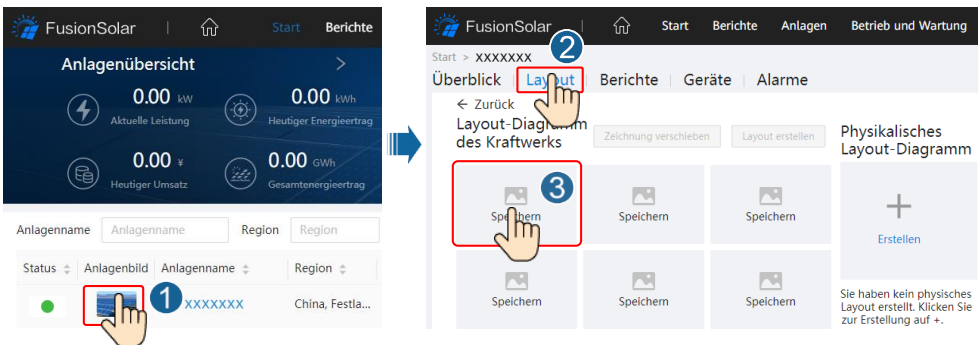 FusionSolar
Start
Berichte
Anlagenübersicht
0.00 kW
Aktuelle Leistung
0.00 kWh
Heutiger Energieertrag
0.00 ¥
Heutiger Umsatz
0.00 GWh
Gesamtenergieertrag
Anlagenname
Anlagenname
Region
Region
Status
Anlagenbild
Anlagenname
Region
1
XXXXXXX
China, Festla...
FusionSolar
Start
Berichte
Anlagen
Betrieb und Wartung
Start > XXXXXXX
2
Überblick
Layout
Berichte
Geräte
Alarme
← Zurück
Layout-Diagramm
des Kraftwerks
Zeichnung verschieben
Layout erstellen
Physikalisches
Layout-Diagramm
3
Speichern
Speichern
Speichern
Erstellen
Speichern
Speichern
Speichern
Sie haben kein physisches
Layout erstellt. Klicken Sie
zur Erstellung auf +.